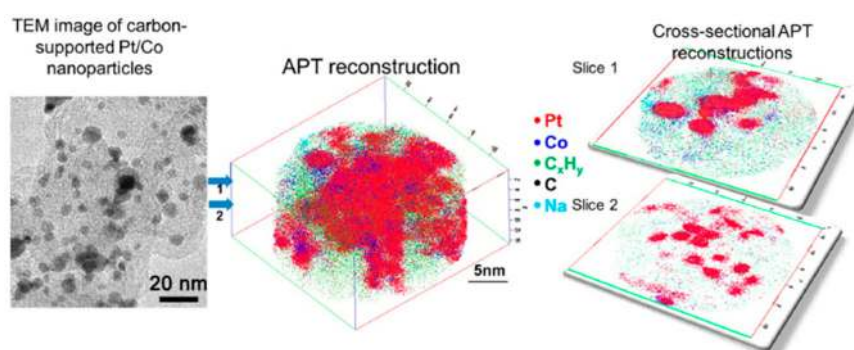 TEM image of carbon-
supported Pt/Co
nanoparticles
20 nm
APT reconstruction
1
2
5nm
Pt
Co
CxHy
C
Na
Cross-sectional APT
reconstructions
Slice 1
Slice 2